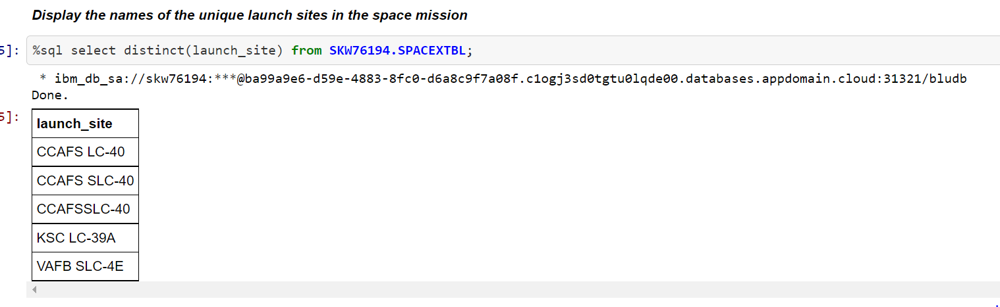 Display the names of the unique launch sites in the space mission
5]: %sql select distinct(launch_site) from SKW76194.SPACEXTBL;
* ibm_db_sa://skw76194:***@ba99a9e6-d59e-4883-8fc0-d6a8c9f7a08f.c1ogj3sd0tgtu0lqde00.databases.appdomain.cloud:31321/bludb
Done.
5]:
launch_site
CCAFS LC-40
CCAFS SLC-40
CCAFSSLC-40
KSC LC-39A
VAFB SLC-4E